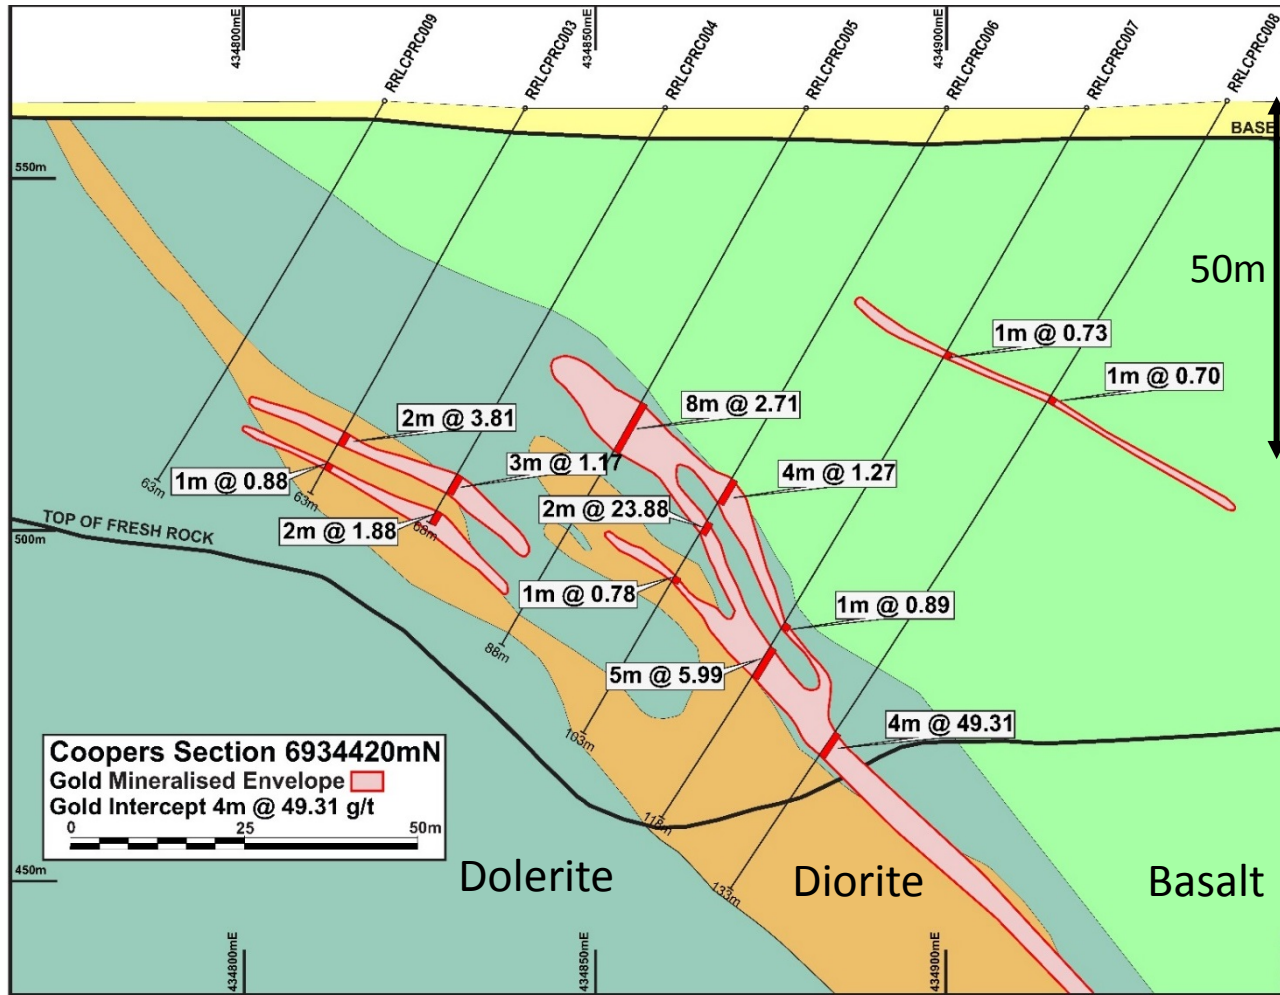 434800mE
434850mE
434900mE
RRLCPRC009
RRLCPRC003
RRLCPRC004
RRLCPRC005
RRLCPRC006
RRLCPRC007
RRLCPRC008
BASE
550m
50m
1m @ 0.73
1m @ 0.70
2m @ 3.81
8m @ 2.71
3m @ 1.17
4m @ 1.27
1m @ 0.88
63m
63m
2m @ 23.88
2m @ 1.88
68m
TOP OF FRESH ROCK
500m
1m @ 0.78
1m @ 0.89
88m
5m @ 5.99
4m @ 49.31
103m
Coopers Section 6934420mN
Gold Mineralised Envelope
Gold Intercept 4m @ 49.31 g/t
0 25 50m
118m
133m
450m
Dolerite
Diorite
Basalt
434800mE
434850mE
434900mE